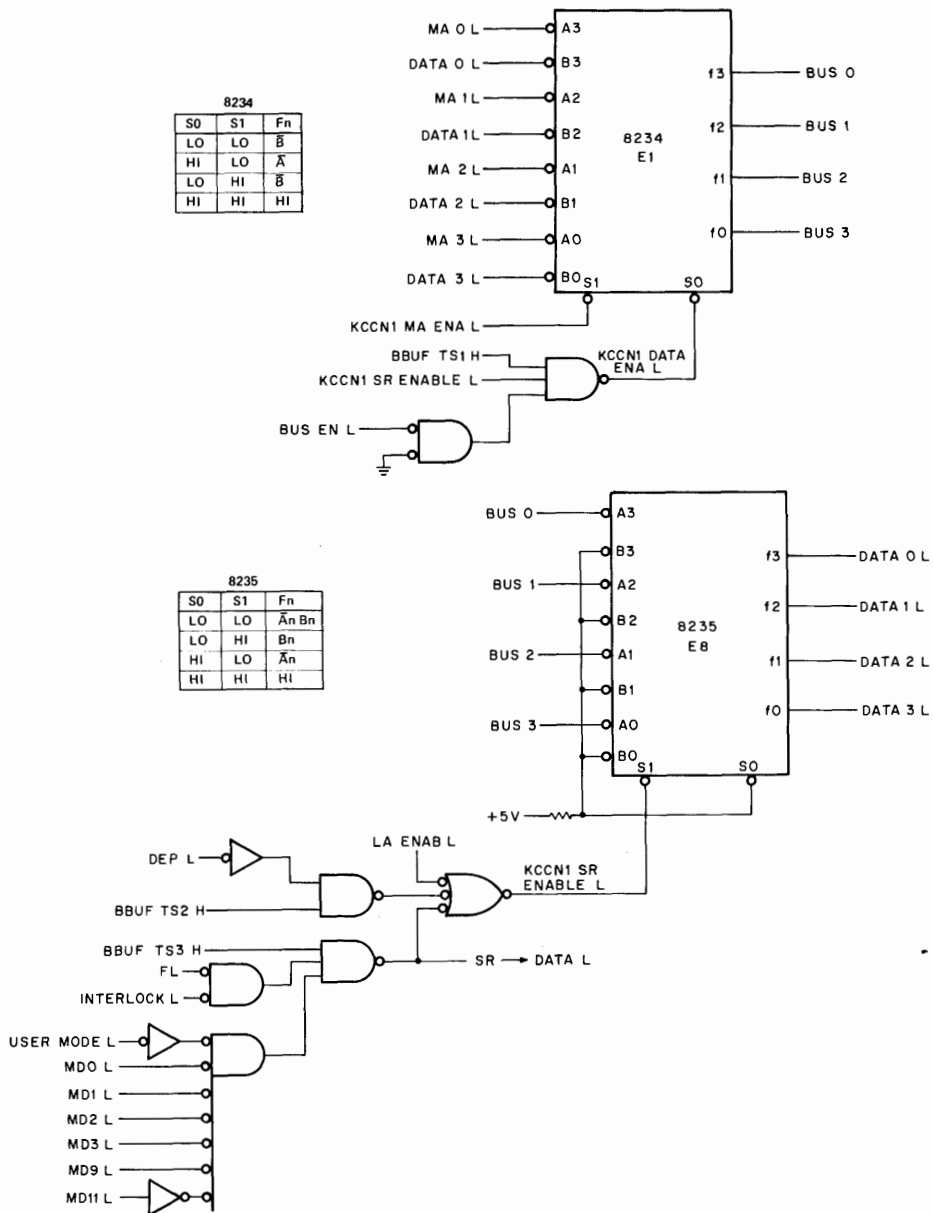 MA 0 L
A3
DATA 0 L
B3
f3
BUS 0
MA 1 L
A2
DATA 1 L
B2
f2
BUS 1
8234
E1
MA 2 L
A1
f1
BUS 2
DATA 2 L
B1
MA 3 L
A0
f0
BUS 3
DATA 3 L
B0
S1
S0
8234
S0 S1 Fn
LO LO B̅
HI LO A̅
LO HI B̅
HI HI HI
KCCN1 MA ENA L
BBUF TS1 H
KCCN1 SR ENABLE L
KCCN1 DATA
ENA L
BUS EN L
BUS 0
A3
B3
f3
DATA 0 L
BUS 1
A2
B2
f2
DATA 1 L
8235
E8
BUS 2
A1
f1
DATA 2 L
B1
BUS 3
A0
f0
DATA 3 L
B0
S1
S0
8235
S0 S1 Fn
LO LO A̅n Bn
LO HI Bn
HI LO A̅n
HI HI HI
+5V
LA ENAB L
KCCN1 SR
ENABLE L
DEP L
BBUF TS2 H
BBUF TS3 H
SR → DATA L
FL
INTERLOCK L
USER MODE L
MD0 L
MD1 L
MD2 L
MD3 L
MD9 L
MD11 L